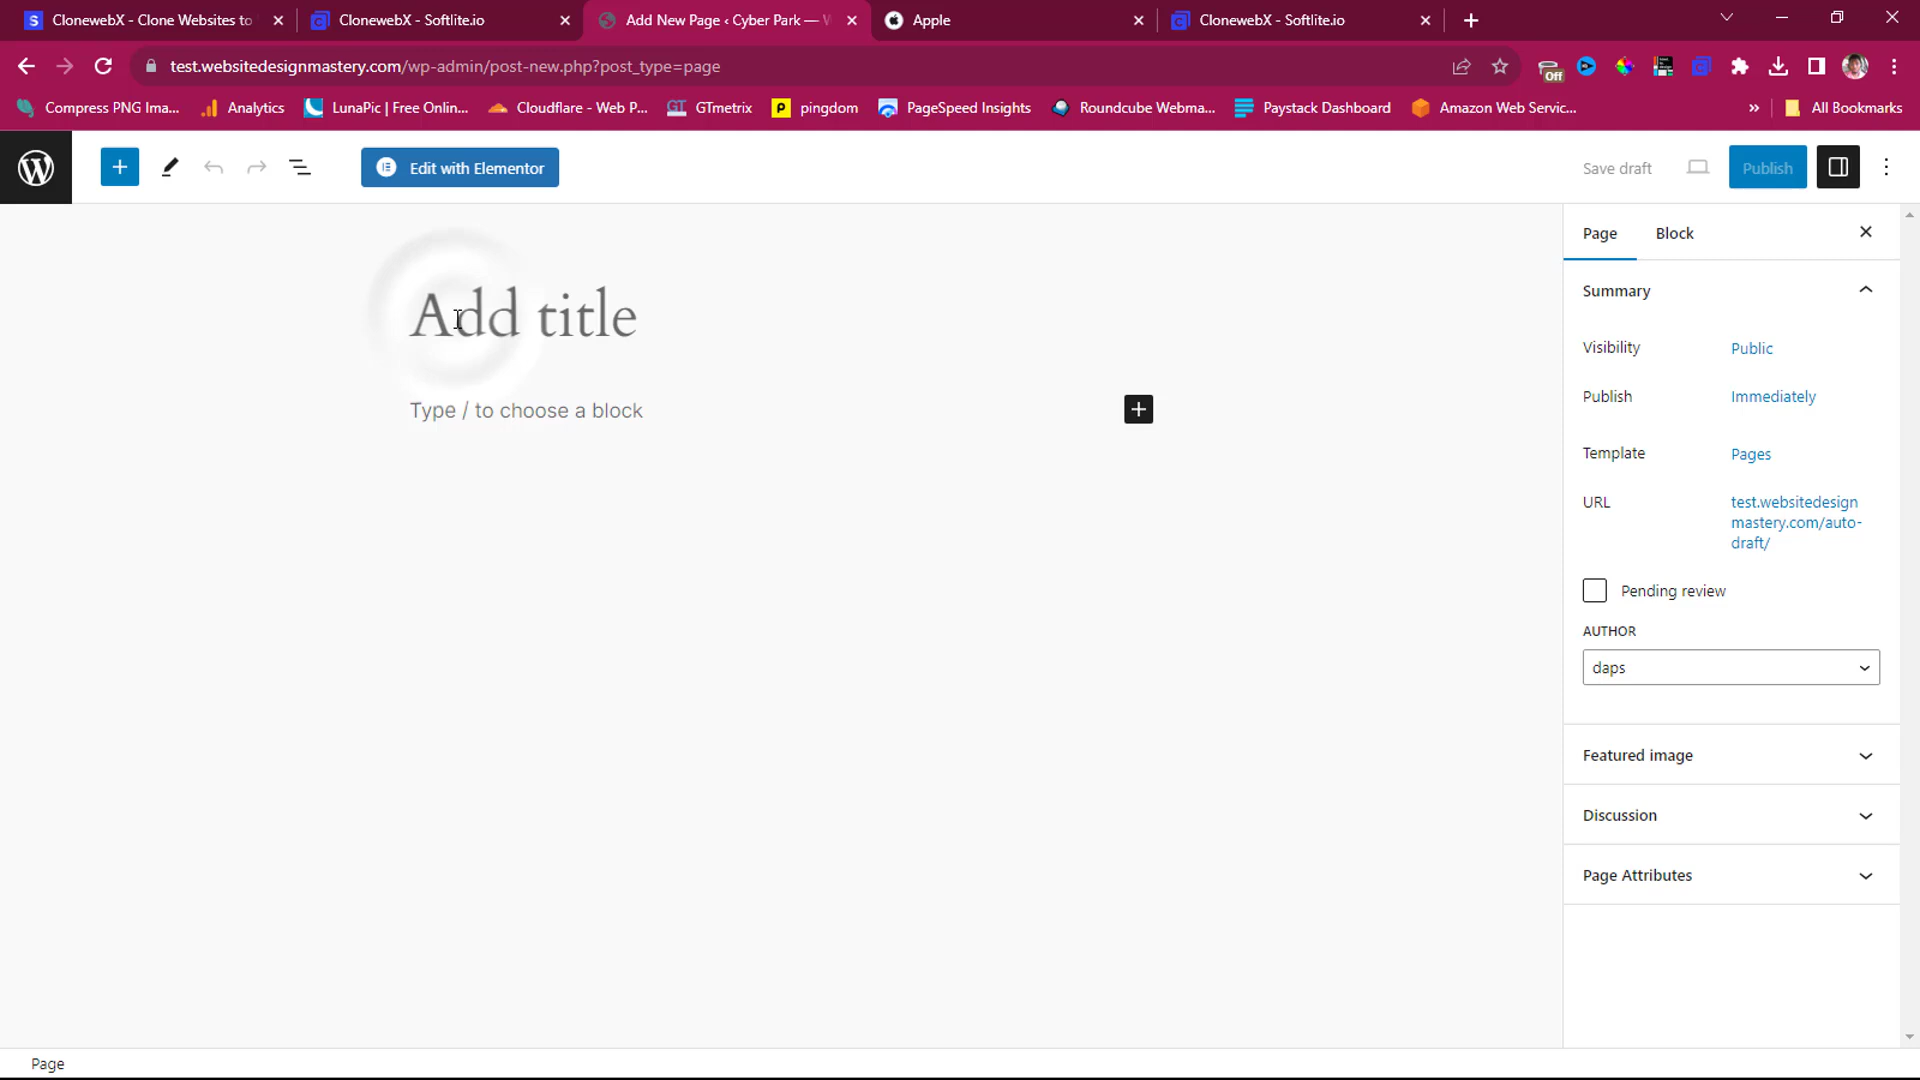 ClonewebX - Clone Websites to
ClonewebX - Softlite.io
Add New Page ‹ Cyber Park — W
Apple
ClonewebX - Softlite.io
test.websitedesignmastery.com/wp-admin/post-new.php?post_type=page
Off
Compress PNG Ima...
Analytics
LunaPic | Free Onlin...
Cloudflare - Web P...
GTmetrix
pingdom
PageSpeed Insights
Roundcube Webma...
Paystack Dashboard
Amazon Web Servic...
»
All Bookmarks
Edit with Elementor
Save draft
Publish
Page
Block
Add title
Type / to choose a block
Summary
Visibility
Public
Publish
Immediately
Template
Pages
URL
test.websitedesign
mastery.com/auto-
draft/
Pending review
AUTHOR
daps
Featured image
Discussion
Page Attributes
Page